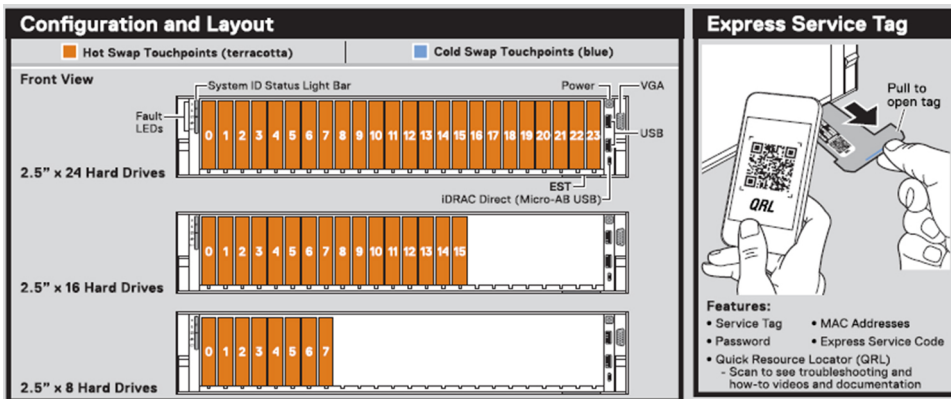 Configuration and Layout
Hot Swap Touchpoints (terracotta)
Cold Swap Touchpoints (blue)
Front View
System ID Status Light Bar
Power
VGA
Fault
LEDs
0 1 2 3 4 5 6 7 8 9 10 11 12 13 14 15 16 17 18 19 20 21 22 23
USB
2.5” x 24 Hard Drives
EST
iDRAC Direct (Micro-AB USB)
0 1 2 3 4 5 6 7 8 9 10 11 12 13 14 15
2.5” x 16 Hard Drives
0 1 2 3 4 5 6 7
2.5” x 8 Hard Drives
Express Service Tag
Pull to
open tag
QRL
Features:
• Service Tag
• MAC Addresses
• Password
• Express Service Code
• Quick Resource Locator (QRL)
- Scan to see troubleshooting and
how-to videos and documentation